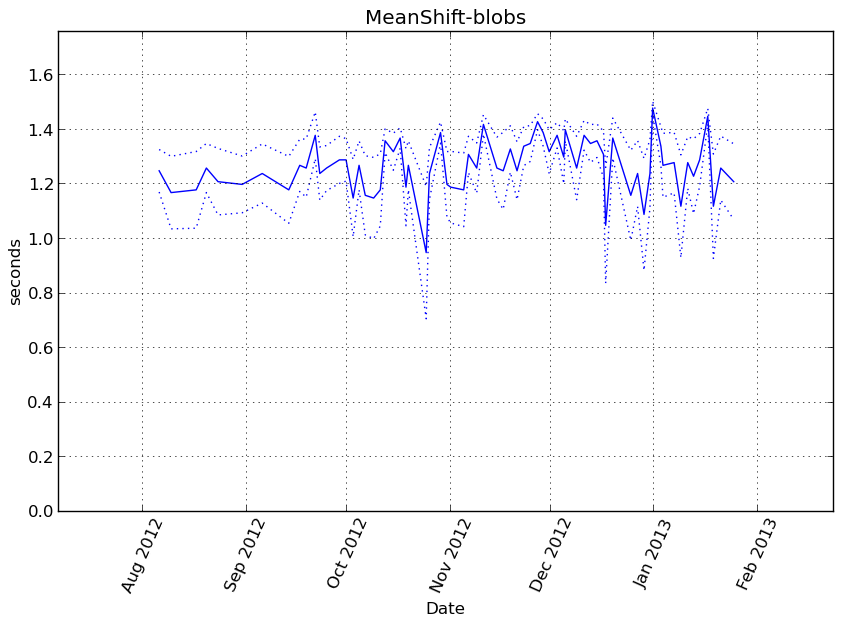 MeanShift-blobs
1.6
1.4
1.2
1.0
0.8
0.6
0.4
0.2
0.0
seconds
Aug 2012
Sep 2012
Oct 2012
Nov 2012
Dec 2012
Jan 2013
Feb 2013
Date